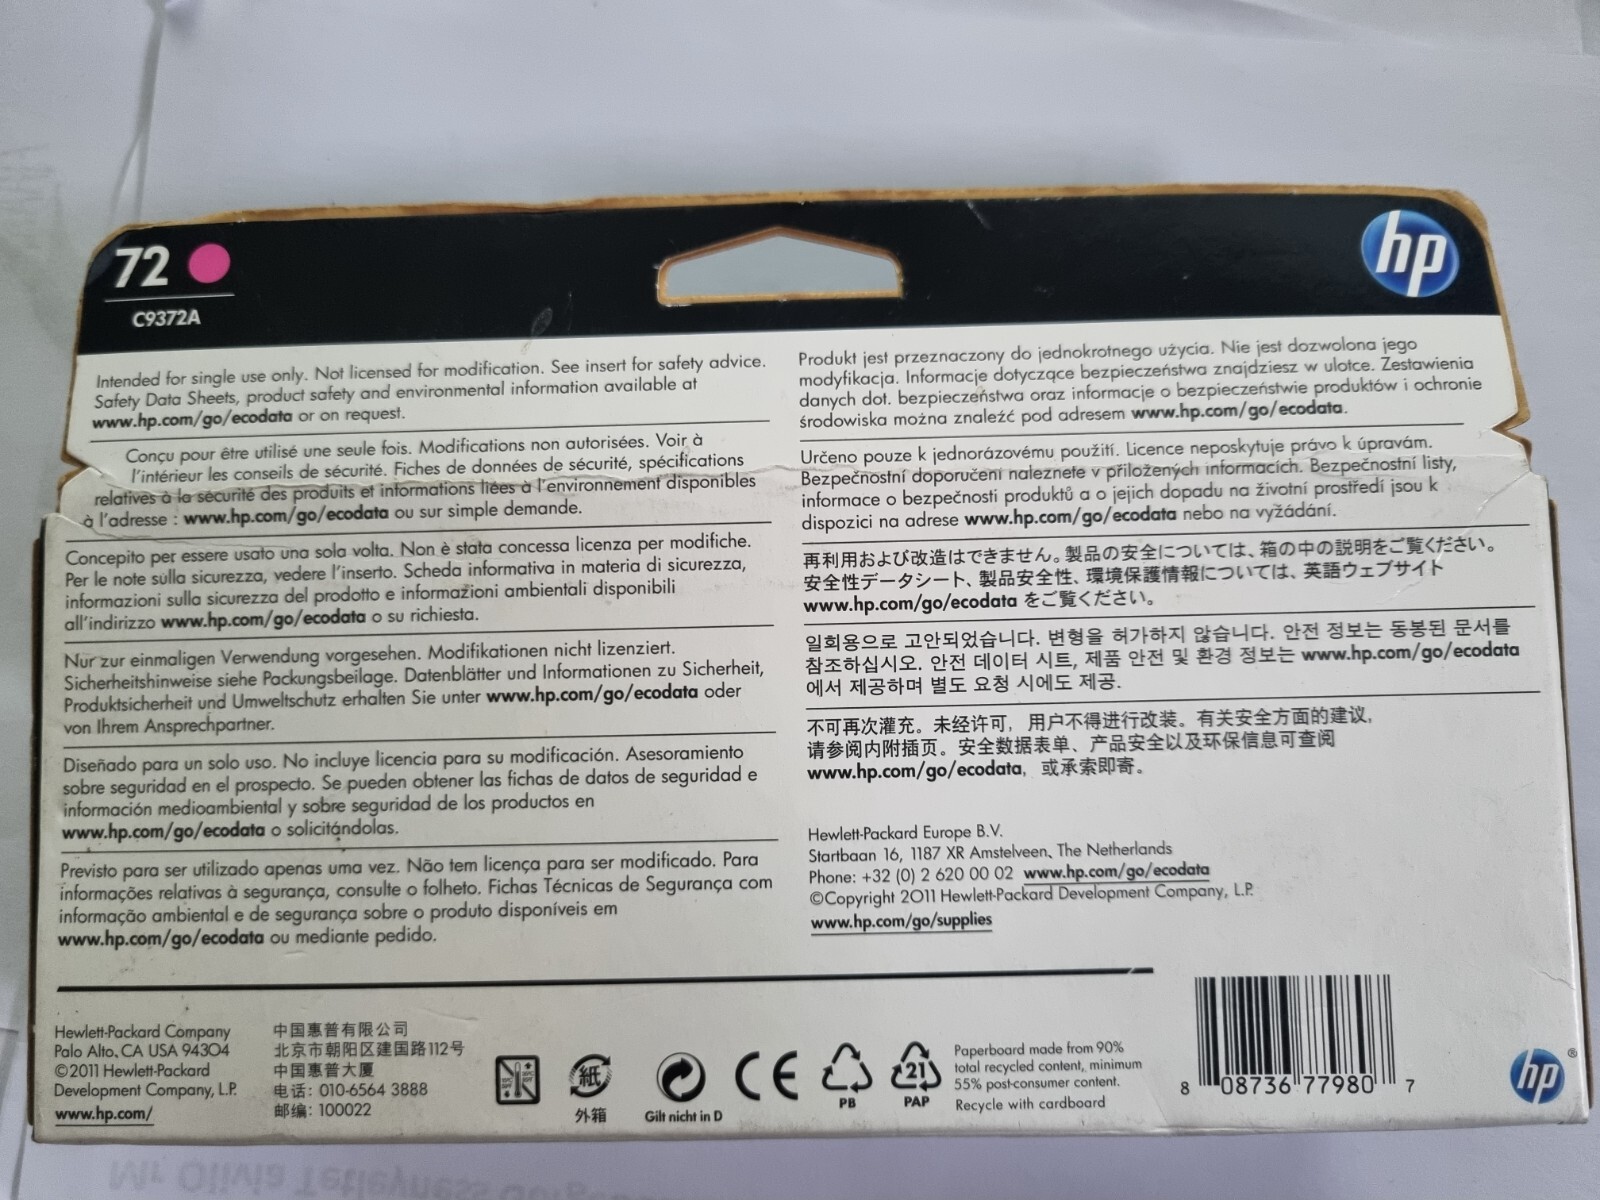 72
C9372A
hp
Intended for single use only. Not licensed for modification. See insert for safety advice.
Safety Data Sheets, product safety and environmental information available at
www.hp.com/go/ecodata or on request.
Conçu pour être utilisé une seule fois. Modifications non autorisées. Voir à
l'intérieur les conseils de sécurité. Fiches de données de sécurité, spécifications
relatives à la sécurité des produits et informations liées à l'environnement disponibles
à l'adresse : www.hp.com/go/ecodata ou sur simple demande.
Concepito per essere usato una sola volta. Non è stata concessa licenza per modifiche.
Per le note sulla sicurezza, vedere l'inserto. Scheda informativa in materia di sicurezza,
informazioni sulla sicurezza del prodotto e informazioni ambientali disponibili
all'indirizzo www.hp.com/go/ecodata o su richiesta.
Nur zur einmaligen Verwendung vorgesehen. Modifikationen nicht lizenziert.
Sicherheitshinweise siehe Packungsbeilage. Datenblätter und Informationen zu Sicherheit,
Produktsicherheit und Umweltschutz erhalten Sie unter www.hp.com/go/ecodata oder
von Ihrem Ansprechpartner.
Diseñado para un solo uso. No incluye licencia para su modificación. Asesoramiento
sobre seguridad en el prospecto. Se pueden obtener las fichas de datos de seguridad e
información medioambiental y sobre seguridad de los productos en
www.hp.com/go/ecodata o solicitándolas.
Previsto para ser utilizado apenas uma vez. Não tem licença para ser modificado. Para
informações relativas à segurança, consulte o folheto. Fichas Técnicas de Segurança com
informação ambiental e de segurança sobre o produto disponíveis em
www.hp.com/go/ecodata ou mediante pedido.
Produkt jest przeznaczony do jednokrotnego użycia. Nie jest dozwolona jego
modyfikacja. Informacje dotyczące bezpieczeństwa znajdziesz w ulotce. Zestawienia
danych dot. bezpieczeństwa oraz informacje o bezpieczeństwie produktów i ochronie
środowiska można znaleźć pod adresem www.hp.com/go/ecodata.
Určeno pouze k jednorázovému použití. Licence neposkytuje právo k úpravám.
Bezpečnostní doporučení naleznete v přiložených informacích. Bezpečnostní listy,
informace o bezpečnosti produktů a o jejich dopadu na životní prostředí jsou k
dispozici na adrese www.hp.com/go/ecodata nebo na vyžádání.
再利用および改造はできません。製品の安全については、箱の中の説明をご覧ください。
安全性データシート、製品安全性、環境保護情報については、英語ウェブサイト
www.hp.com/go/ecodata をご覧ください。
일회용으로 고안되었습니다. 변형을 허가하지 않습니다. 안전 정보는 동봉된 문서를
참조하십시오. 안전 데이터 시트, 제품 안전 및 환경 정보는 www.hp.com/go/ecodata
에서 제공하며 별도 요청 시에도 제공.
不可再次灌充。未经许可，用户不得进行改装。有关安全方面的建议，
请参阅内附插页。安全数据表单、产品安全以及环保信息可查阅
www.hp.com/go/ecodata，或承索即寄。
Hewlett-Packard Europe B.V.
Startbaan 16, 1187 XR Amstelveen, The Netherlands
Phone: +32 (0) 2 620 00 02 www.hp.com/go/ecodata
©Copyright 2011 Hewlett-Packard Development Company, L.P.
www.hp.com/go/supplies
Hewlett-Packard Company
Palo Alto, CA USA 94304
©2011 Hewlett-Packard
Development Company, L.P.
www.hp.com/
中国惠普有限公司
北京市朝阳区建国路112号
中国惠普大厦
电话: 010-6564 3888
邮编: 100022
紙
外箱
Gilt nicht in D
CE
PB
21
PAP
Paperboard made from 90%
total recycled content, minimum
55% post-consumer content.
Recycle with cardboard
8 08736 77980 7
hp®